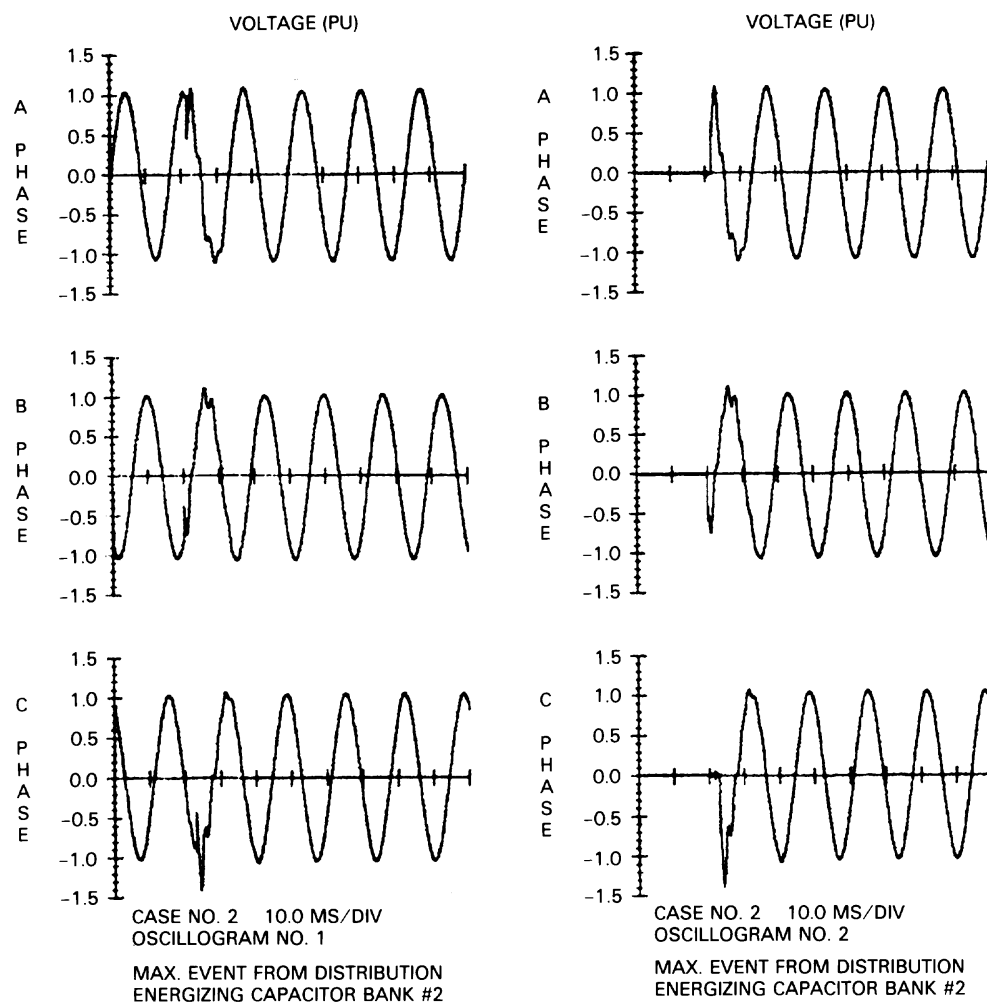 VOLTAGE (PU)
A PHASE
1.5
1.0
0.5
0.0
-0.5
-1.0
-1.5
B PHASE
1.5
1.0
0.5
0.0
-0.5
-1.0
-1.5
C PHASE
1.5
1.0
0.5
0.0
-0.5
-1.0
-1.5
CASE NO. 2 10.0 MS/DIV
OSCILLOGRAM NO. 1
MAX. EVENT FROM DISTRIBUTION
ENERGIZING CAPACITOR BANK #2
VOLTAGE (PU)
A PHASE
1.5
1.0
0.5
0.0
-0.5
-1.0
-1.5
B PHASE
1.5
1.0
0.5
0.0
-0.5
-1.0
-1.5
C PHASE
1.5
1.0
0.5
0.0
-0.5
-1.0
-1.5
CASE NO. 2 10.0 MS/DIV
OSCILLOGRAM NO. 2
MAX. EVENT FROM DISTRIBUTION
ENERGIZING CAPACITOR BANK #2